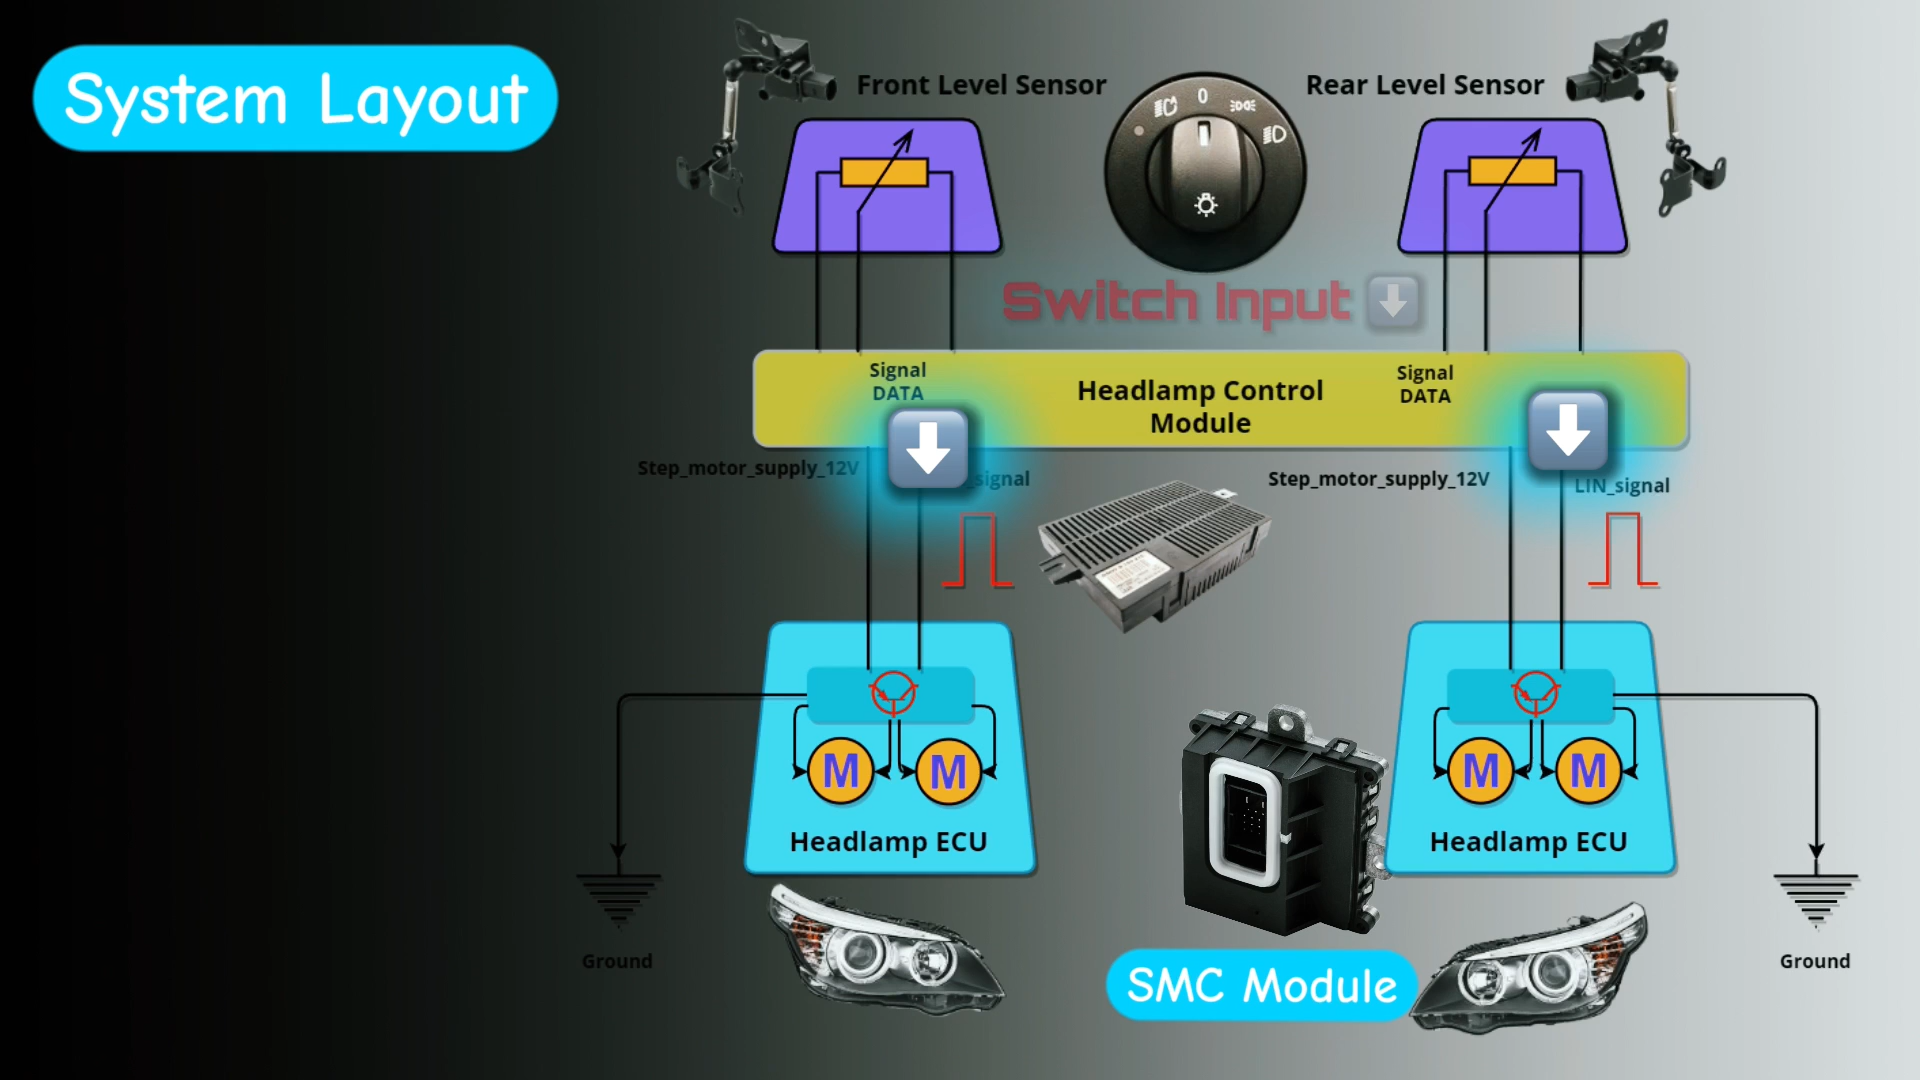 System Layout
Front Level Sensor
Rear Level Sensor
0
Switch Input
Signal
DATA
Headlamp Control
Module
Signal
DATA
Step_motor_supply_12V
_signal
Step_motor_supply_12V
LIN_signal
M
M
Headlamp ECU
M
M
Headlamp ECU
Ground
Ground
SMC Module